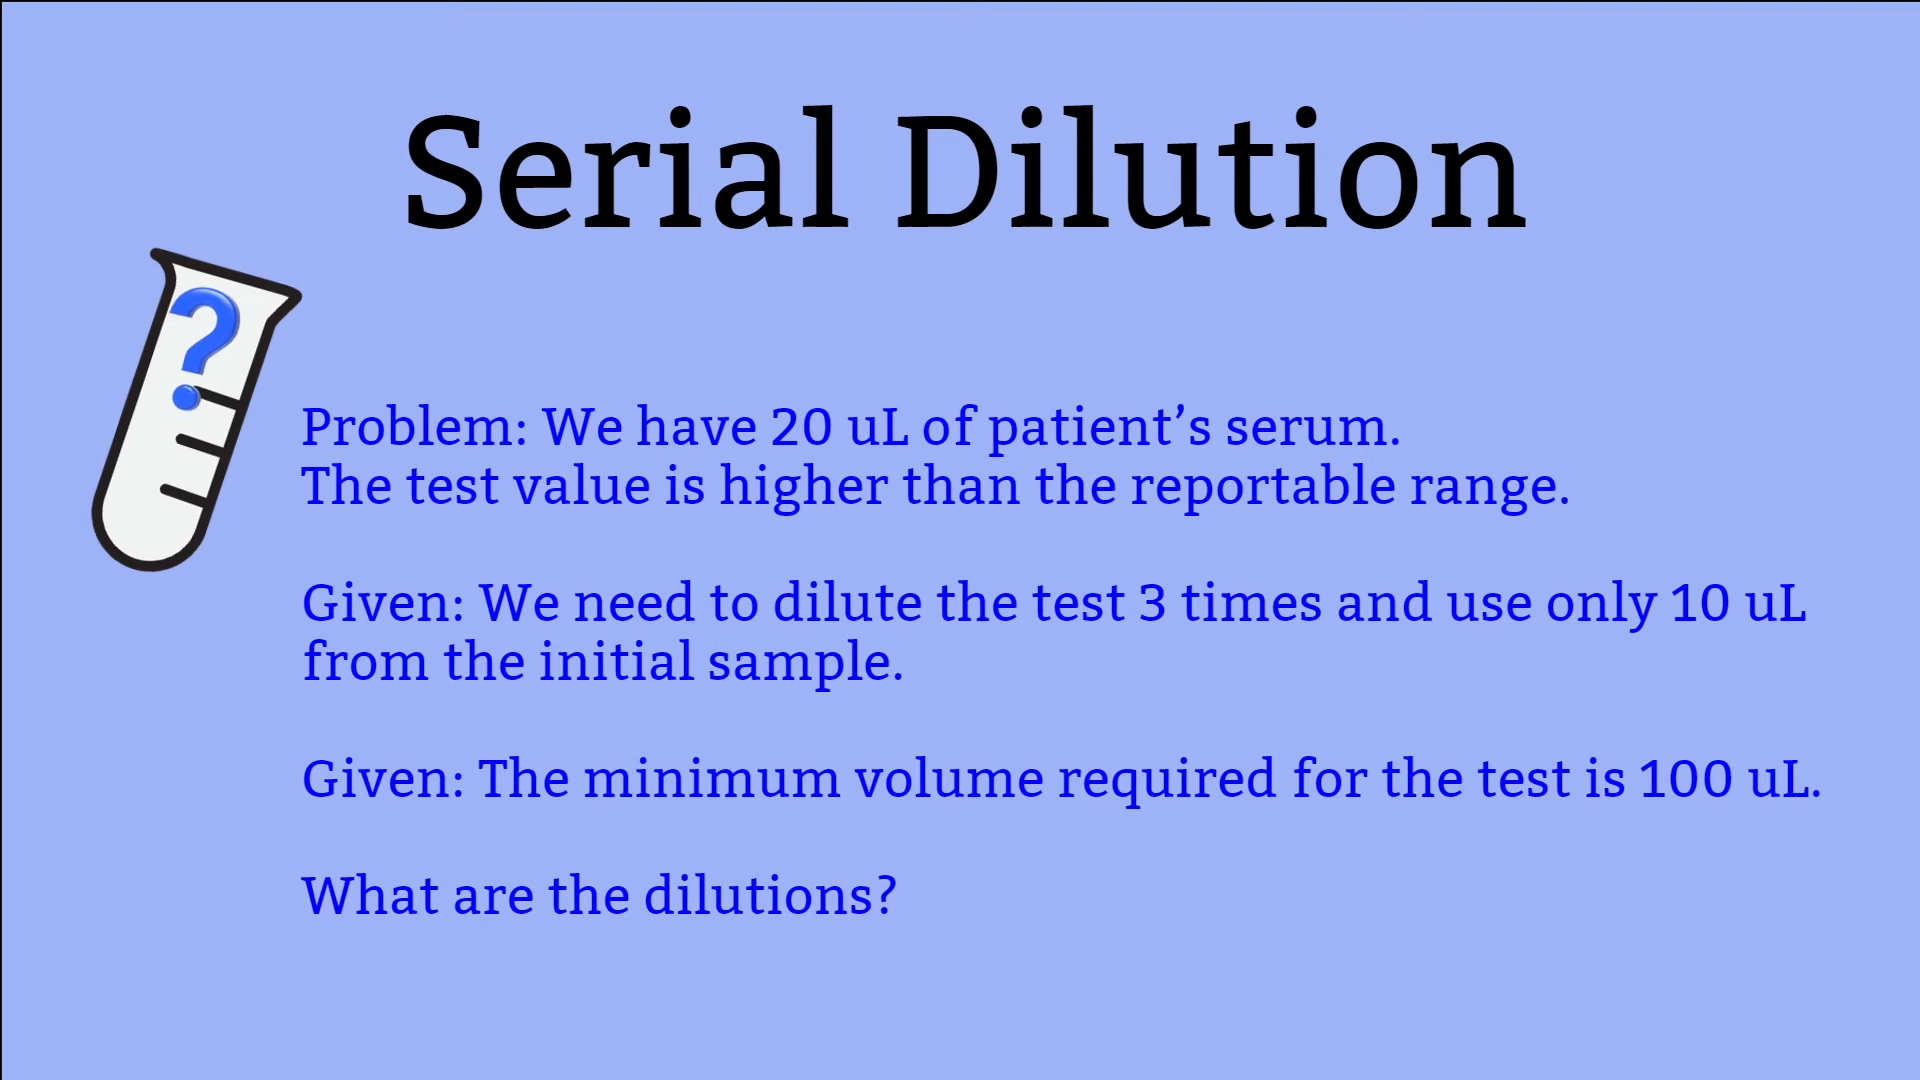 Serial Dilution
?
Problem: We have 20 uL of patient’s serum.
The test value is higher than the reportable range.
Given: We need to dilute the test 3 times and use only 10 uL
from the initial sample.
Given: The minimum volume required for the test is 100 uL.
What are the dilutions?